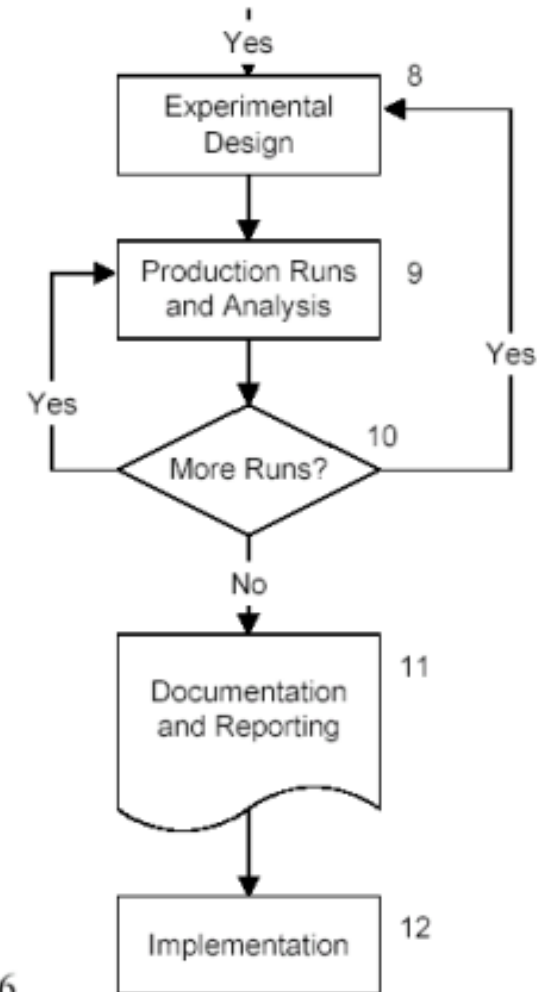 Yes
8
Experimental
Design
Production Runs
and Analysis
9
Yes
Yes
10
More Runs?
No
11
Documentation
and Reporting
12
Implementation
6